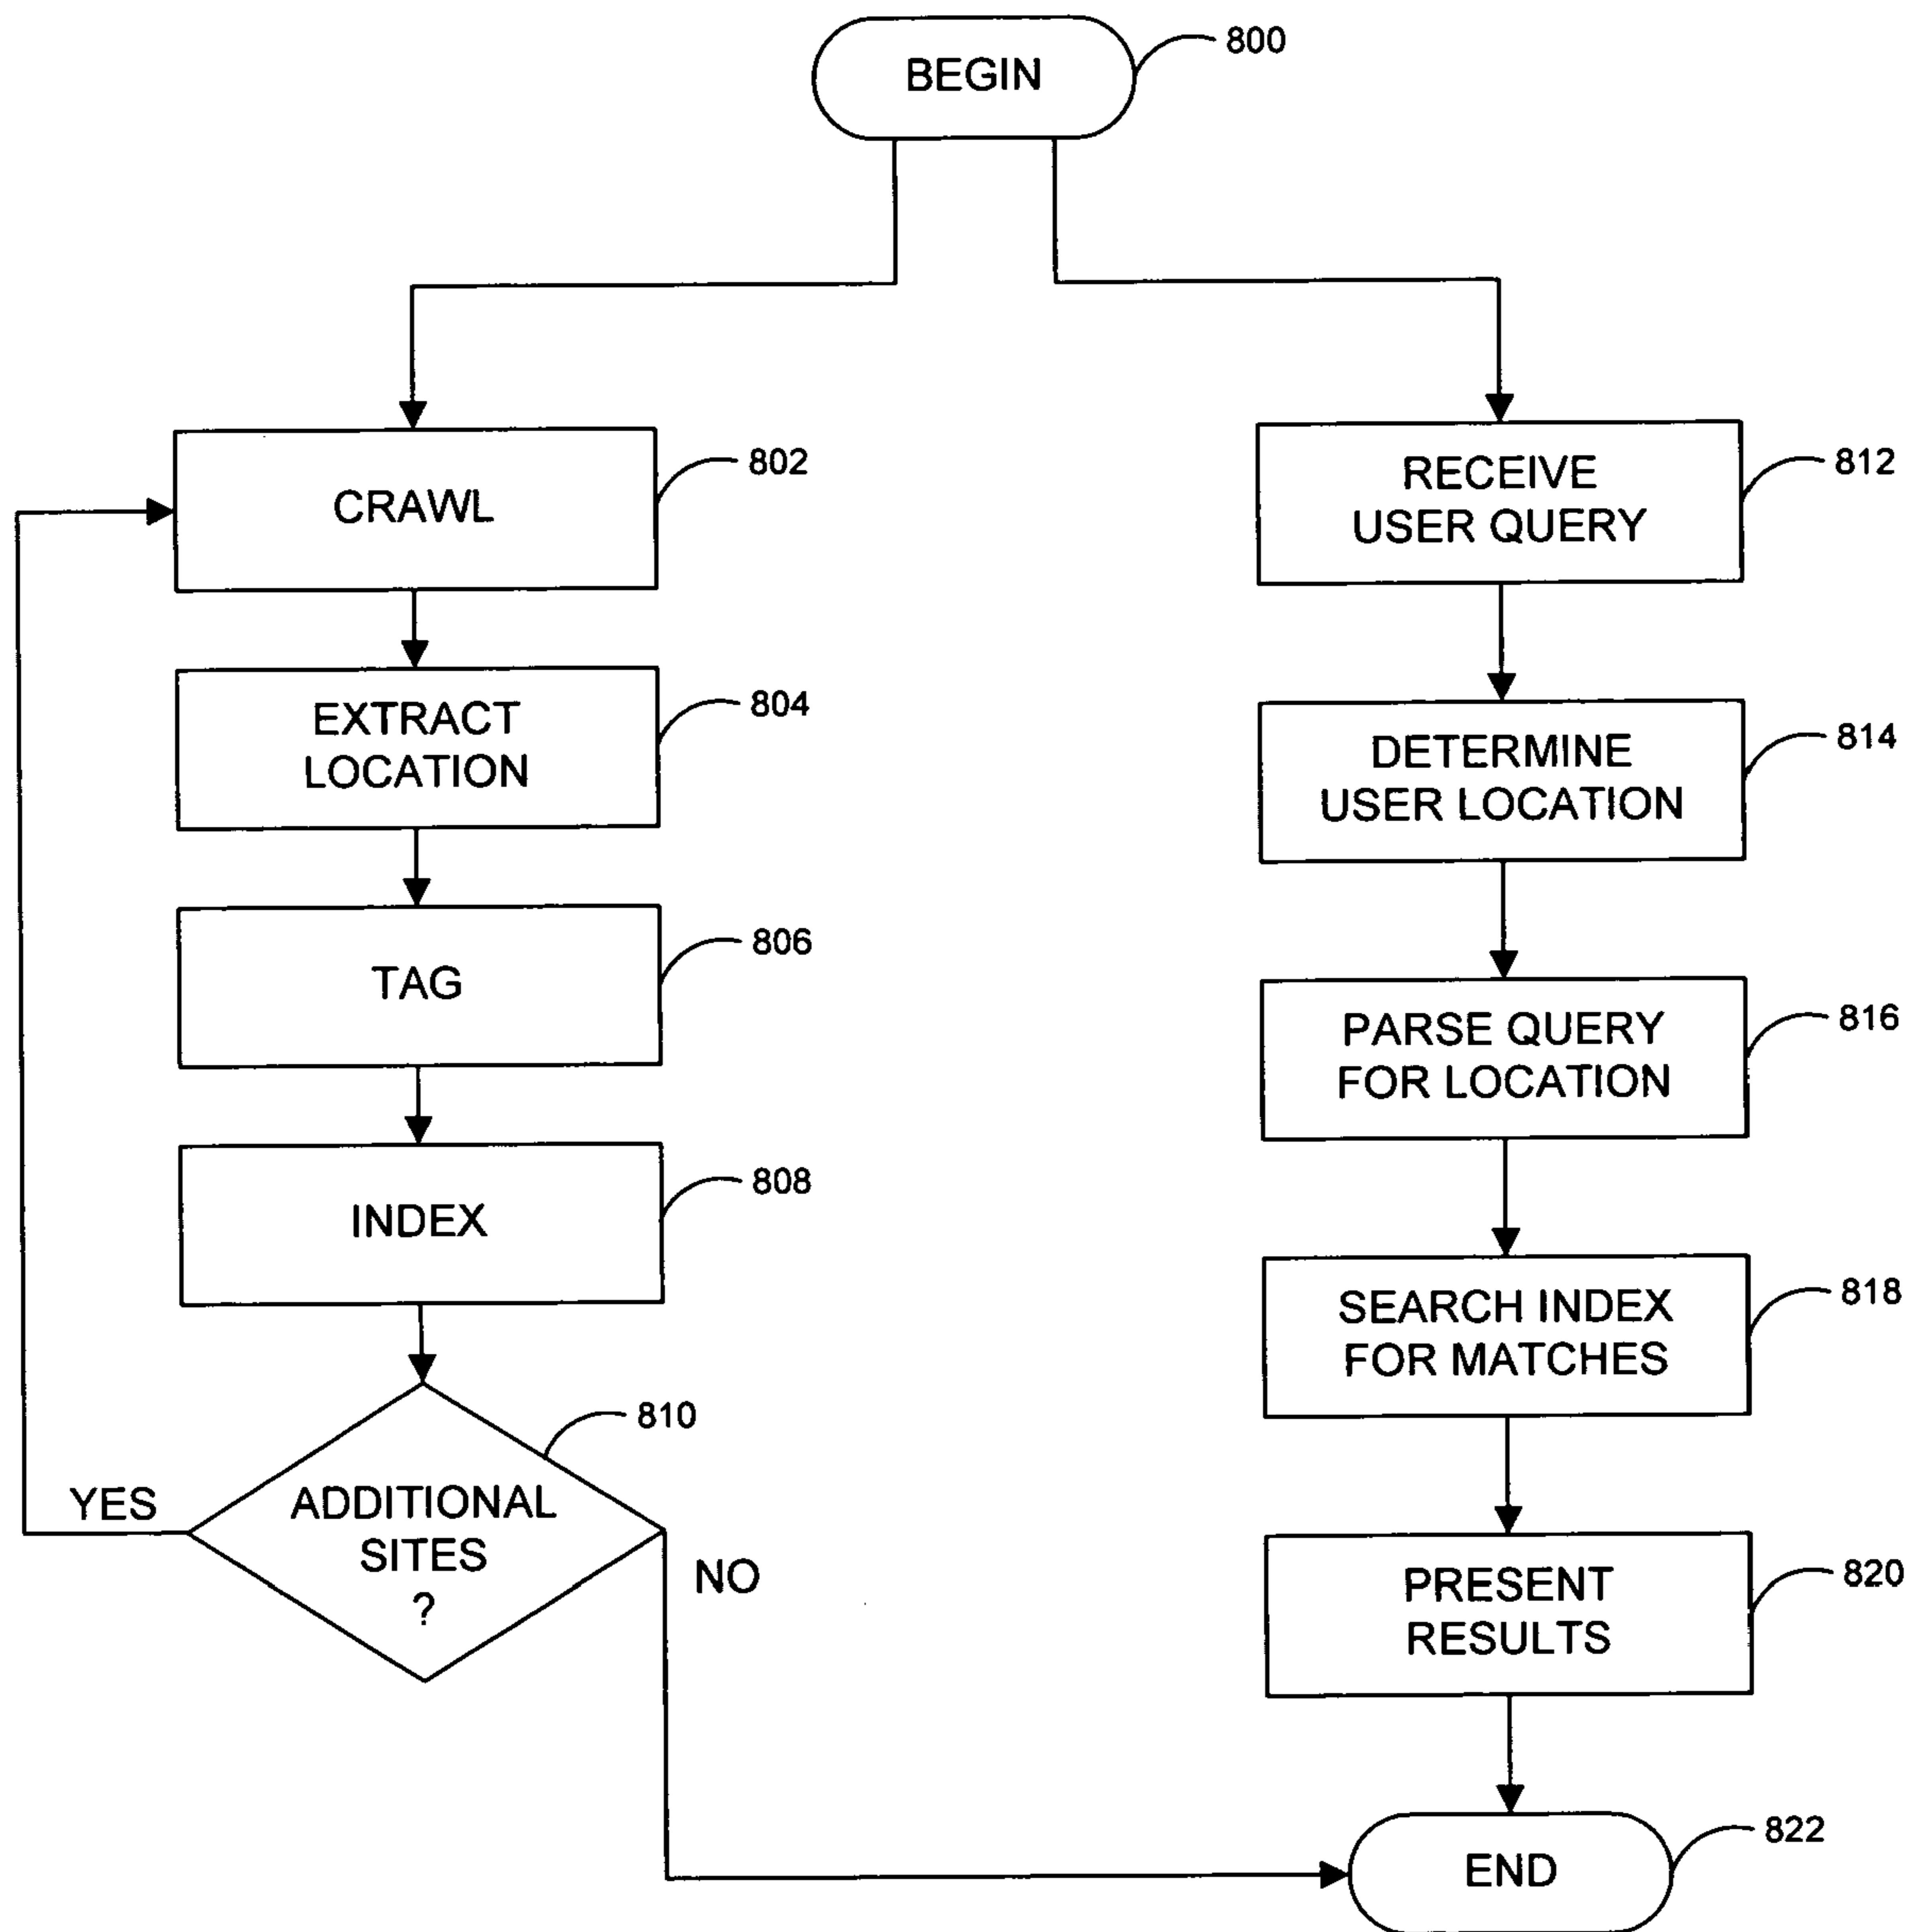 BEGIN
800
CRAWL
802
EXTRACT
LOCATION
804
TAG
806
INDEX
808
ADDITIONAL
SITES
?
810
YES
NO
RECEIVE
USER QUERY
812
DETERMINE
USER LOCATION
814
PARSE QUERY
FOR LOCATION
816
SEARCH INDEX
FOR MATCHES
818
PRESENT
RESULTS
820
END
822